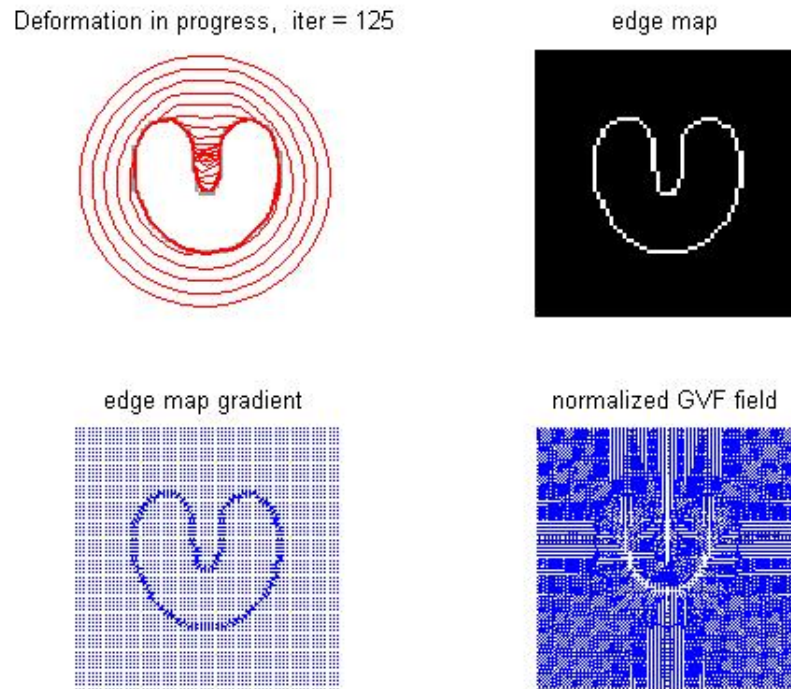 Deformation in progress,  iter = 125
edge map
edge map gradient
normalized GVF field